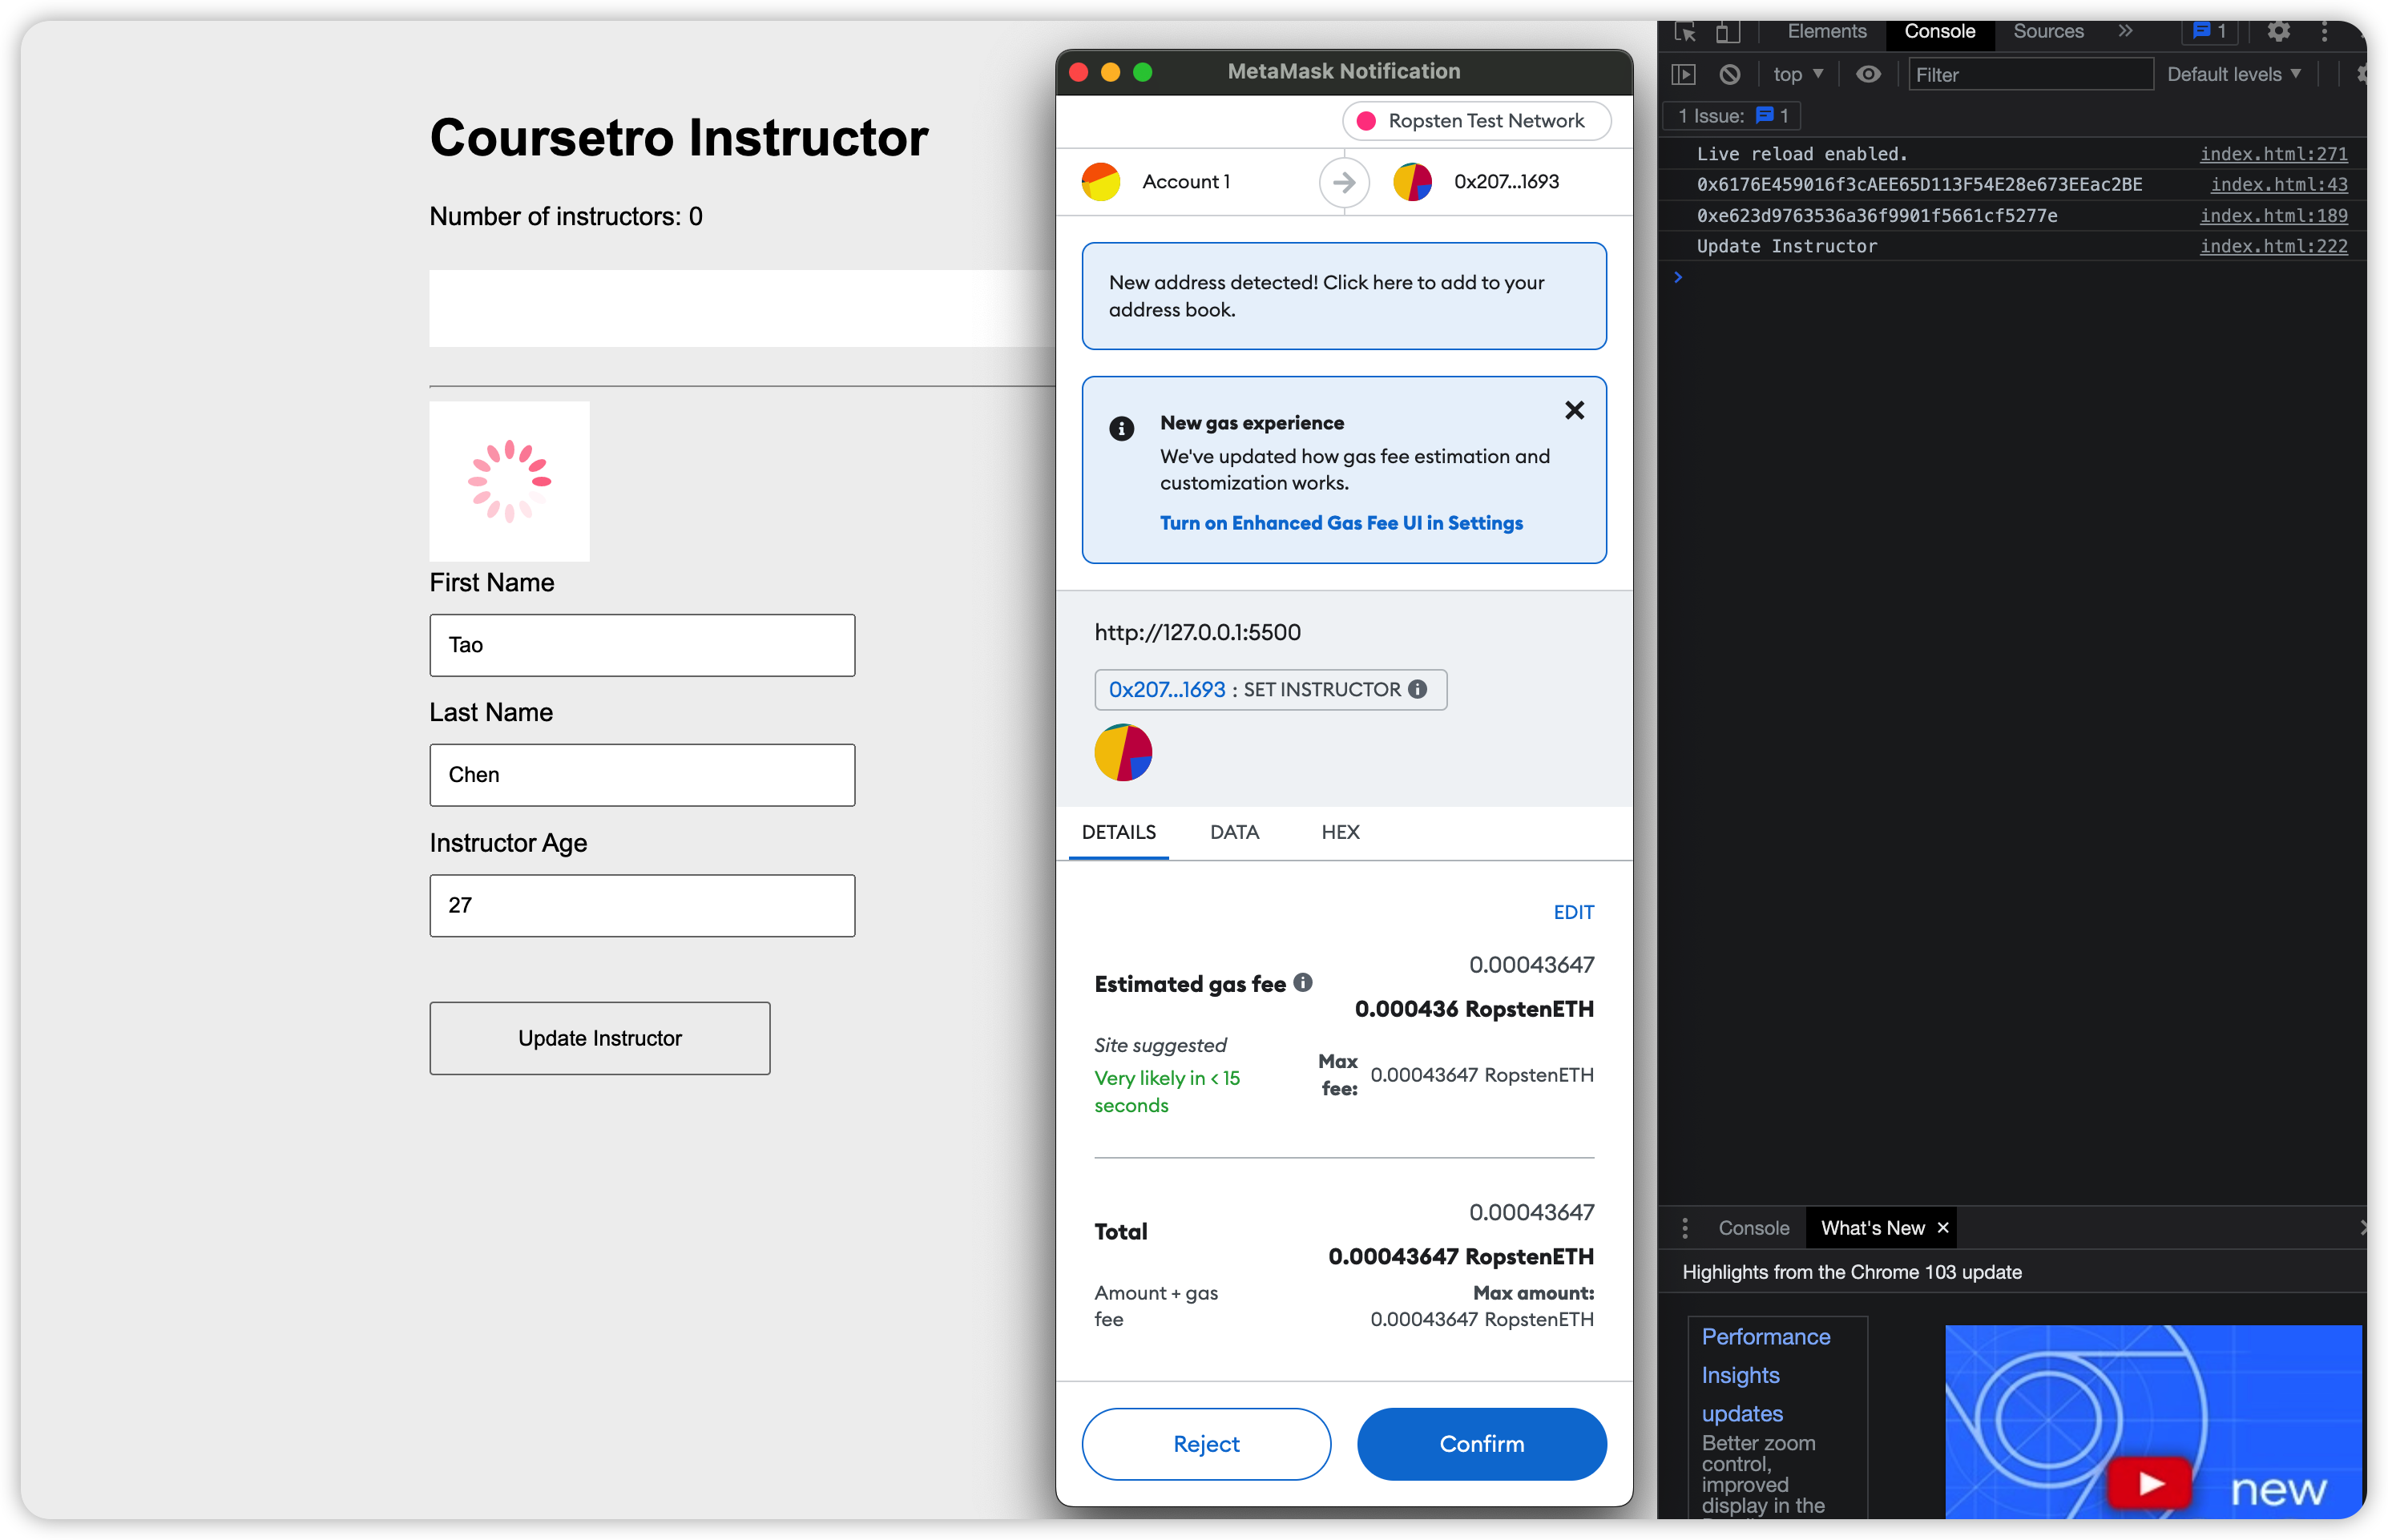 Coursetro Instructor
Number of instructors: 0
First Name
Tao
Last Name
Chen
Instructor Age
27
Update Instructor
MetaMask Notification
Ropsten Test Network
Account 1
0x207...1693
New address detected! Click here to add to your
address book.
New gas experience
We've updated how gas fee estimation and
customization works.
Turn on Enhanced Gas Fee UI in Settings
http://127.0.0.1:5500
0x207...1693 : SET INSTRUCTOR
DETAILS DATA HEX
EDIT
0.00043647
Estimated gas fee
0.000436 RopstenETH
Site suggested
Very likely in < 15
seconds
Max
fee:
0.00043647 RopstenETH
0.00043647
Total
0.00043647 RopstenETH
Amount + gas
fee
Max amount:
0.00043647 RopstenETH
Reject
Confirm
Elements Console Sources » 1
top Filter Default levels
1 Issue: 1
Live reload enabled. index.html:271
0x6176E459016f3cAEE65D113F54E28e673EEac2BE index.html:43
0xe623d9763536a36f9901f5661cf5277e index.html:189
Update Instructor index.html:222
Console What's New
Highlights from the Chrome 103 update
Performance
Insights
updates
Better zoom
control,
improved
display in the
new